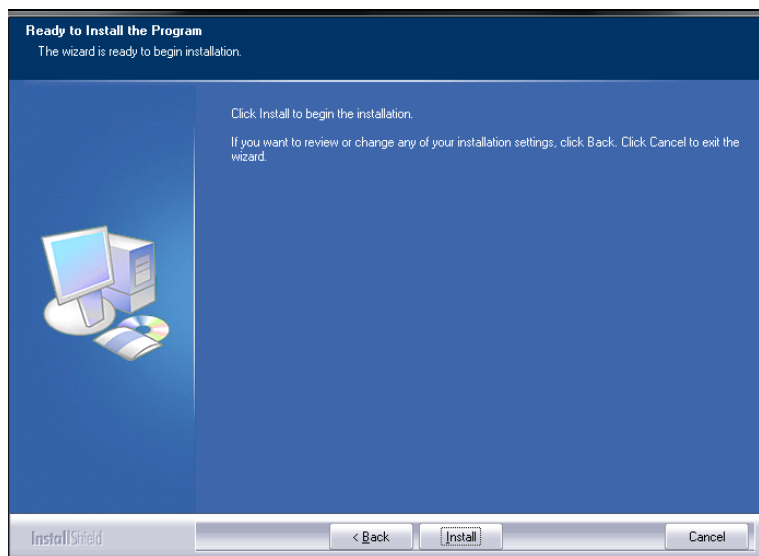 Ready to Install the Program
The wizard is ready to begin installation.
Click Install to begin the installation.
If you want to review or change any of your installation settings, click Back. Click Cancel to exit the
wizard.
InstallShield
< Back Install Cancel